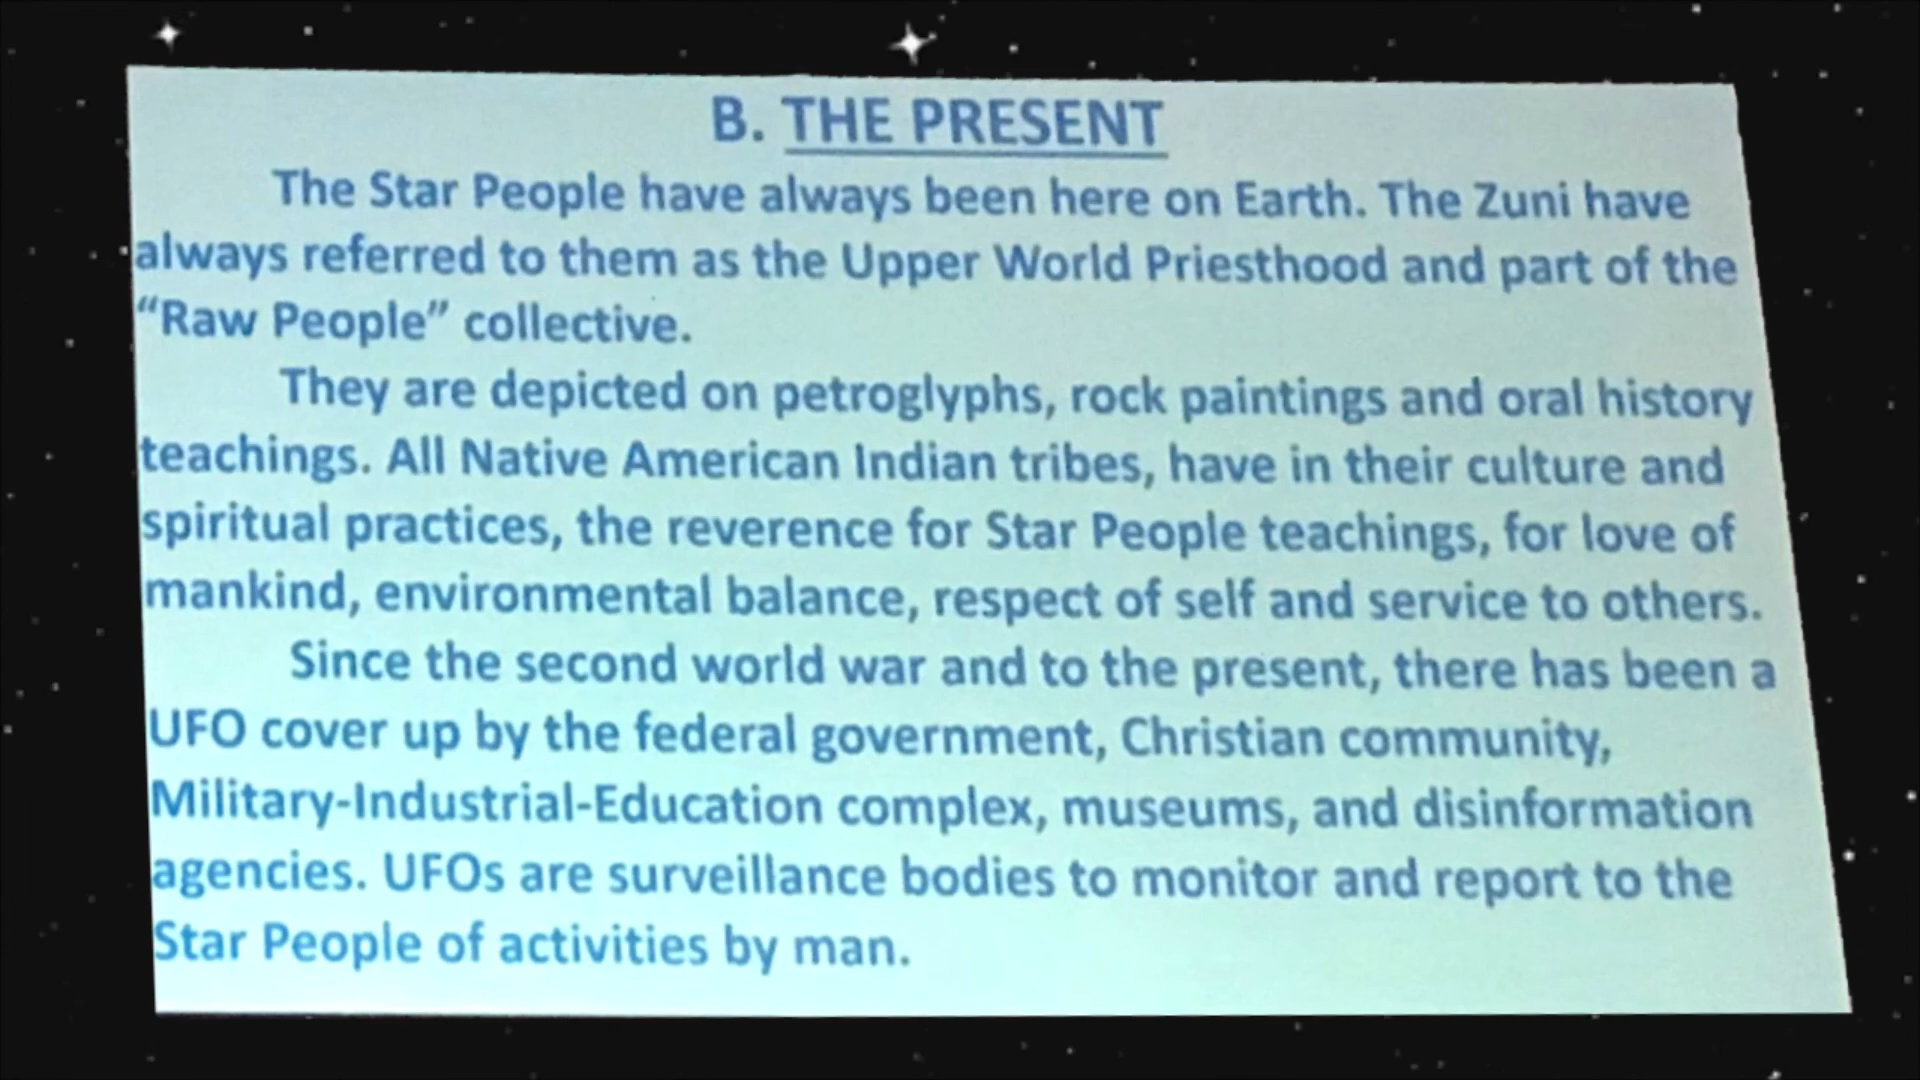 B. THE PRESENT
The Star People have always been here on Earth. The Zuni have
always referred to them as the Upper World Priesthood and part of the
“Raw People” collective.
They are depicted on petroglyphs, rock paintings and oral history
teachings. All Native American Indian tribes, have in their culture and
spiritual practices, the reverence for Star People teachings, for love of
mankind, environmental balance, respect of self and service to others.
Since the second world war and to the present, there has been a
UFO cover up by the federal government, Christian community,
Military-Industrial-Education complex, museums, and disinformation
agencies. UFOs are surveillance bodies to monitor and report to the
Star People of activities by man.